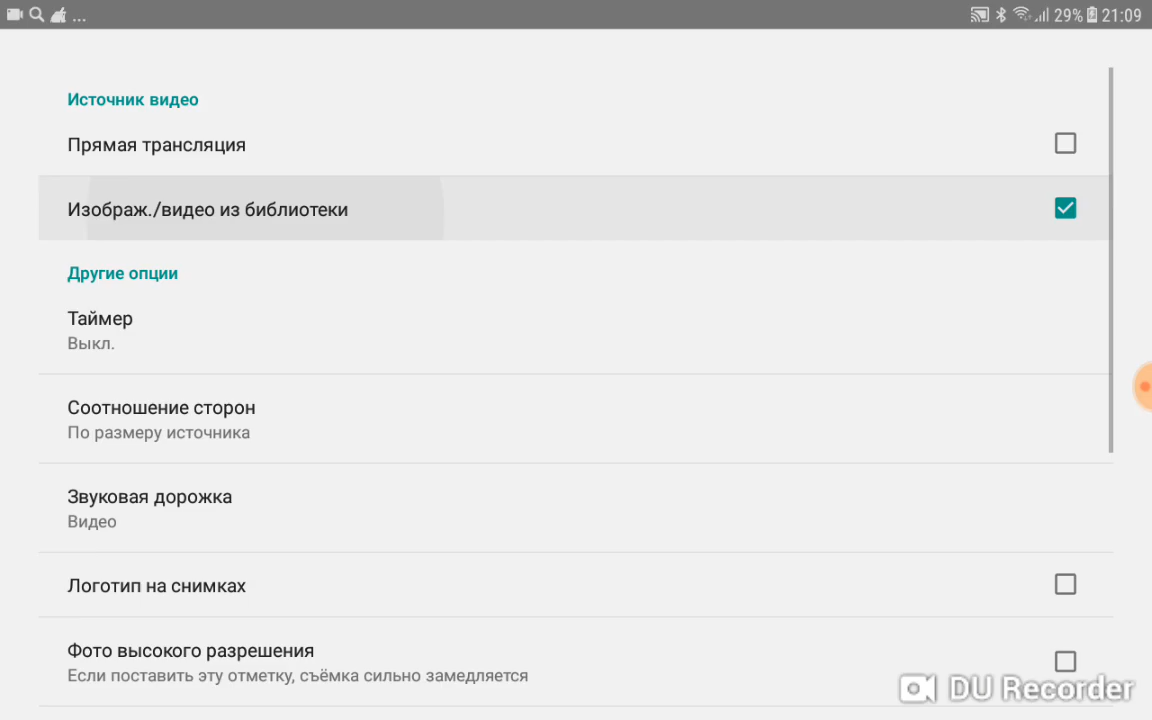 ... 29% 21:09
Источник видео
Прямая трансляция
Изображ./видео из библиотеки
Другие опции
Таймер
Выкл.
Соотношение сторон
По размеру источника
Звуковая дорожка
Видео
Логотип на снимках
Фото высокого разрешения
Если поставить эту отметку, съёмка сильно замедляется
DU Recorder